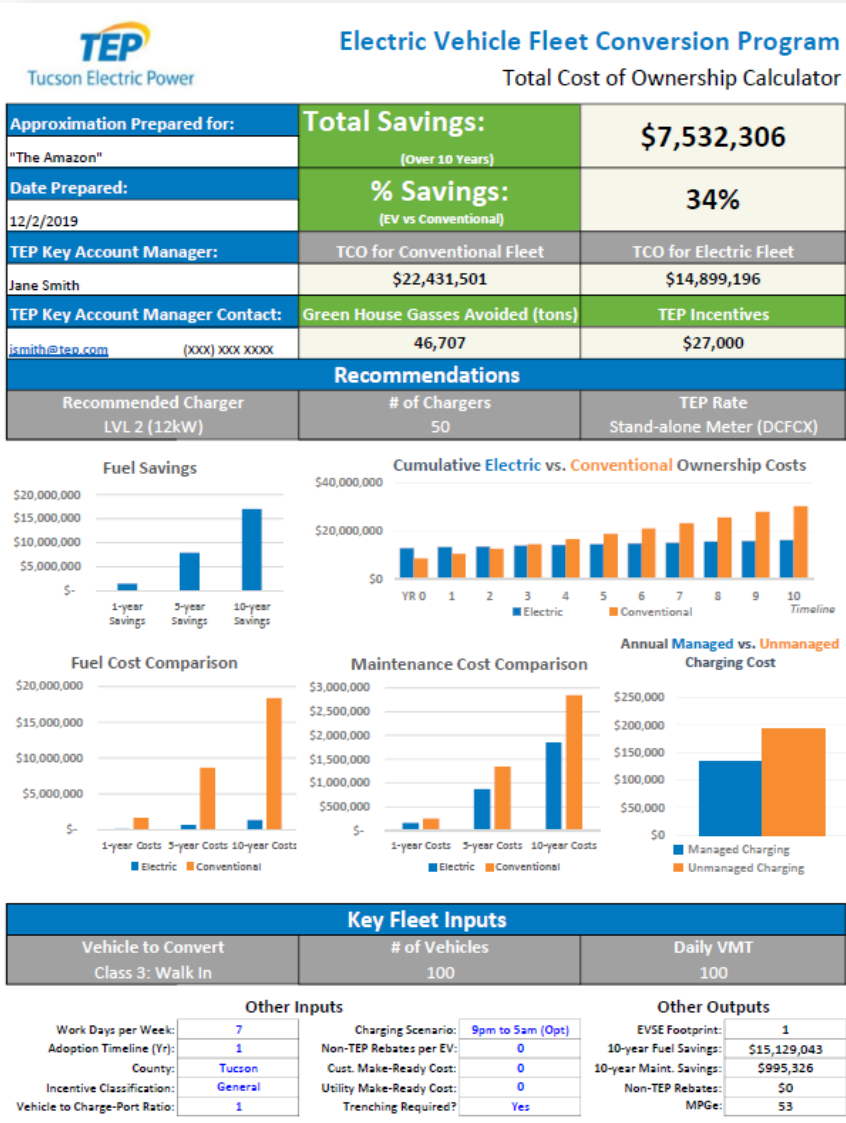 TEP
Tucson Electric Power
Electric Vehicle Fleet Conversion Program
Total Cost of Ownership Calculator
Approximation Prepared for:
"The Amazon"
Total Savings:
(Over 10 Years)
$7,532,306
Date Prepared:
12/2/2019
% Savings:
(EV vs Conventional)
34%
TEP Key Account Manager:
Jane Smith
TCO for Conventional Fleet
$22,431,501
TCO for Electric Fleet
$14,899,196
TEP Key Account Manager Contact:
jsmith@tep.com (XXX) XXX XXXX
Green House Gasses Avoided (tons)
46,707
TEP Incentives
$27,000
Recommendations
Recommended Charger # of Chargers TEP Rate
LVL 2 (12kW) 50 Stand-alone Meter (DCFCX)
Fuel Savings
$20,000,000
$15,000,000
$10,000,000
$5,000,000
$-
1-year Savings
5-year Savings
10-year Savings
Cumulative Electric vs. Conventional Ownership Costs
$40,000,000
$20,000,000
$0
YR 0 1 2 3 4 5 6 7 8 9 10
Electric Conventional Timeline
Fuel Cost Comparison
$20,000,000
$15,000,000
$10,000,000
$5,000,000
$-
1-year Costs 5-year Costs 10-year Costs
Electric Conventional
Maintenance Cost Comparison
$3,000,000
$2,500,000
$2,000,000
$1,500,000
$1,000,000
$500,000
$-
1-year Costs 5-year Costs 10-year Costs
Electric Conventional
Annual Managed vs. Unmanaged
Charging Cost
$250,000
$200,000
$150,000
$100,000
$50,000
$0
Managed Charging
Unmanaged Charging
Key Fleet Inputs
Vehicle to Convert # of Vehicles Daily VMT
Class 3: Walk In 100 100
Other Inputs
Work Days per Week: 7
Adoption Timeline (Yr): 1
County: Tucson
Incentive Classification: General
Vehicle to Charge-Port Ratio: 1
Charging Scenario: 9pm to 5am (Opt)
Non-TEP Rebates per EV: 0
Cust. Make-Ready Cost: 0
Utility Make-Ready Cost: 0
Trenching Required? Yes
Other Outputs
EVSE Footprint: 1
10-year Fuel Savings: $15,129,043
10-year Maint. Savings: $995,326
Non-TEP Rebates: $0
MPGe: 53